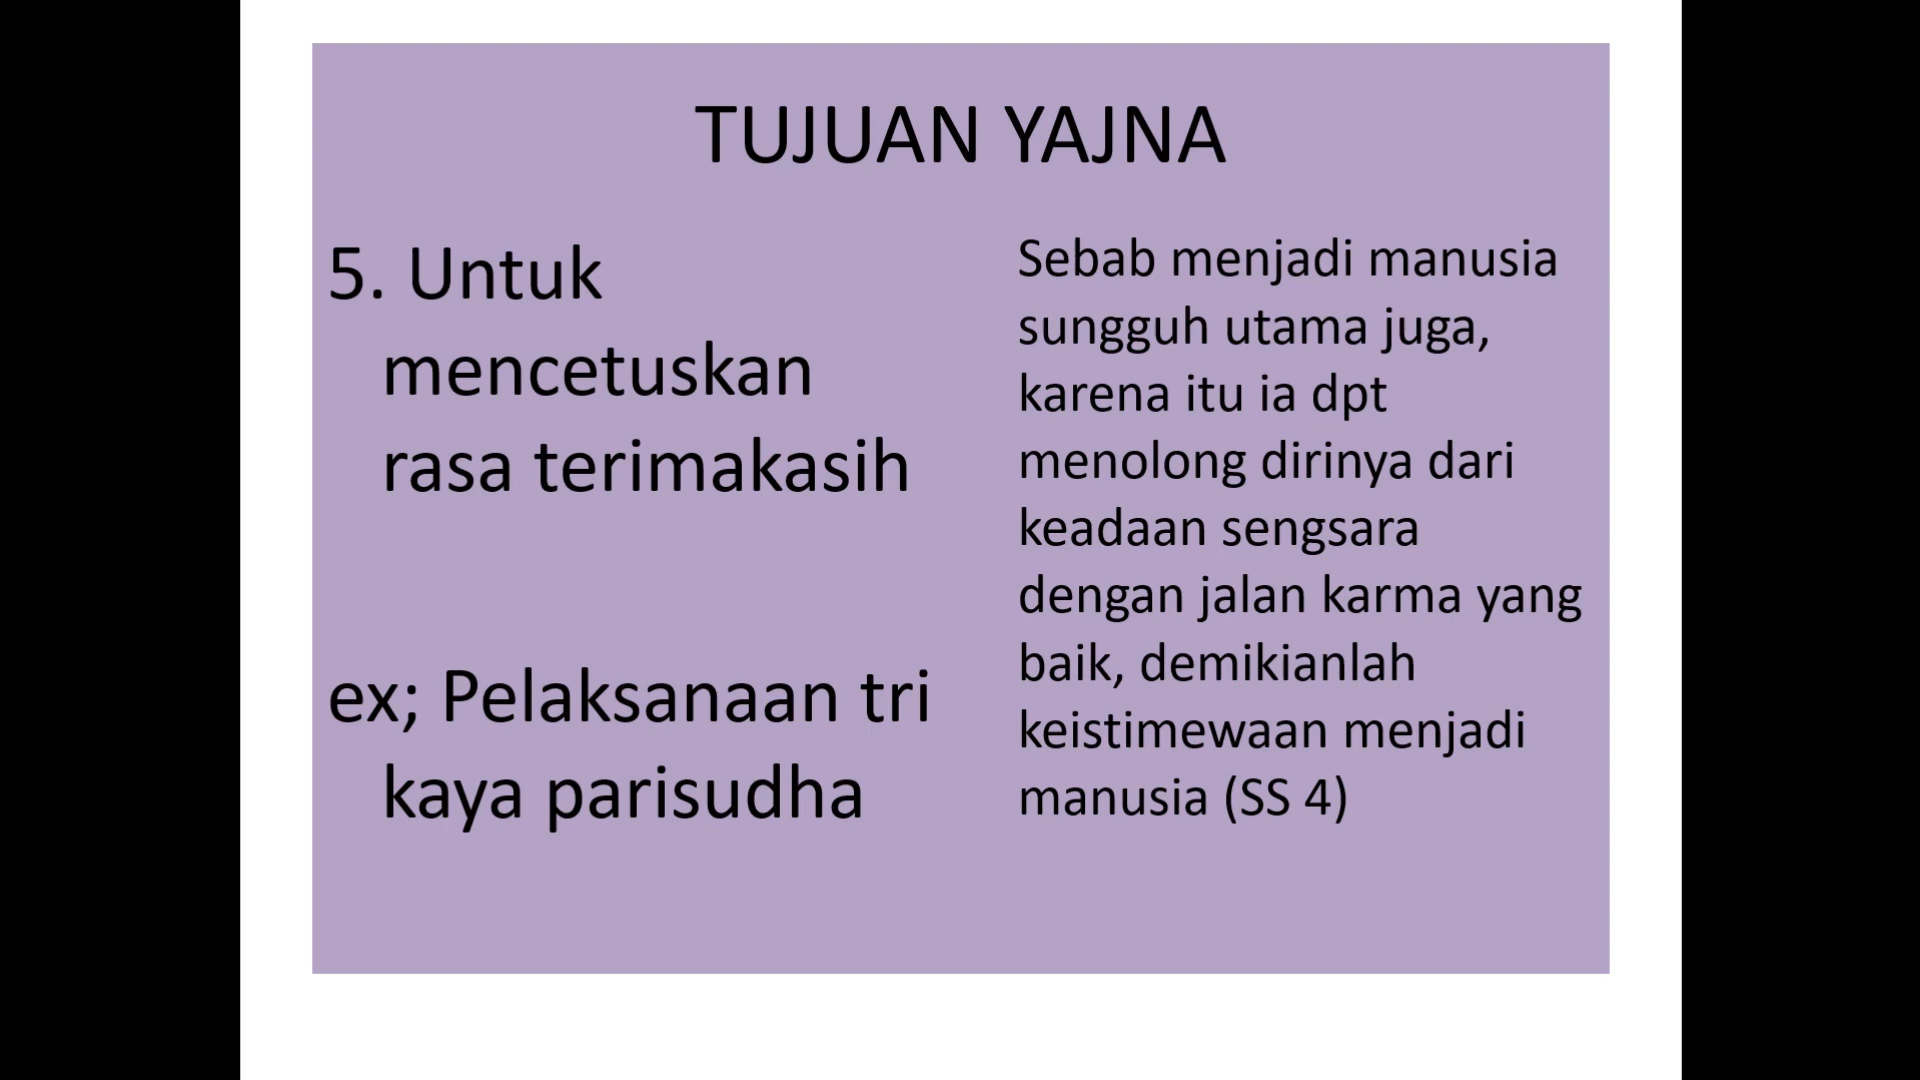 TUJUAN YAJNA
5. Untuk
mencetuskan
rasa terimakasih
ex; Pelaksanaan tri
kaya parisudha
Sebab menjadi manusia
sungguh utama juga,
karena itu ia dpt
menolong dirinya dari
keadaan sengsara
dengan jalan karma yang
baik, demikianlah
keistimewaan menjadi
manusia (SS 4)